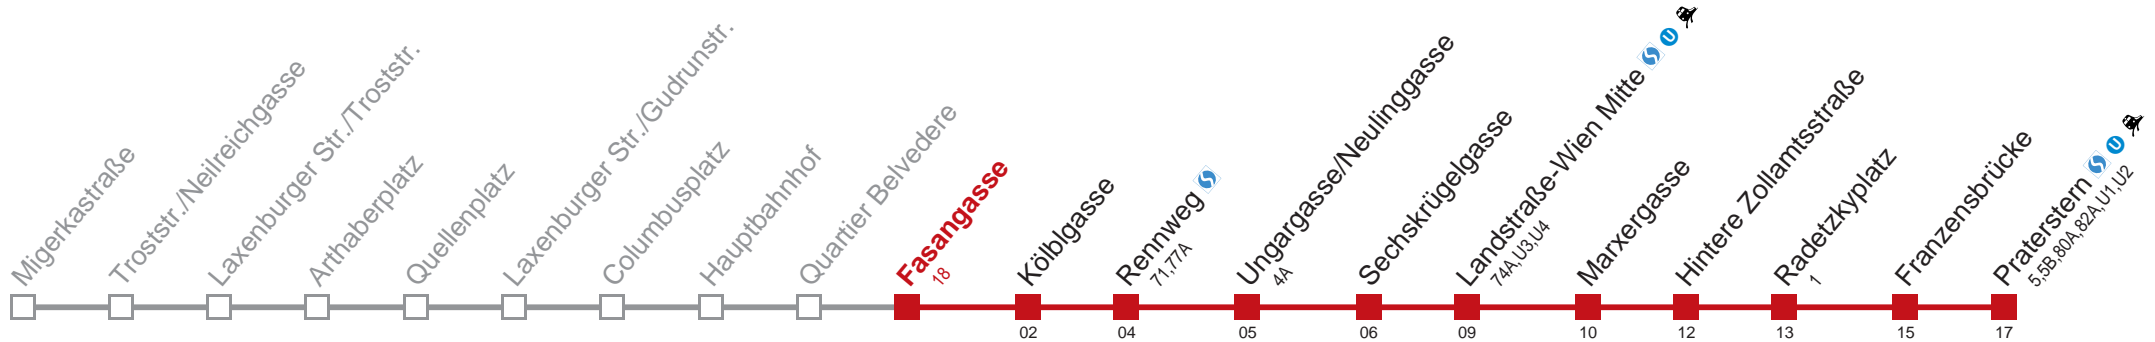 Migerkastraße
Troststr./Neilreichgasse
Laxenburger Str./Troststr.
Arthaberplatz
Quellenplatz
Laxenburger Str./Gudrunstr.
Columbusplatz
Hauptbahnhof
Quartier Belvedere
Fasangasse
18
Kölblgasse
Rennweg
71,77A
Ungargasse/Neulinggasse
4A
Sechskrügelgasse
Landstraße-Wien Mitte U
74A,U3,U4
Marxergasse
Hintere Zollamtsstraße
Radetzkyplatz
1
Franzensbrücke
Praterstern U
5,5B,80A,82A,U1,U2
02 04 05 06 09 10 12 13 15 17